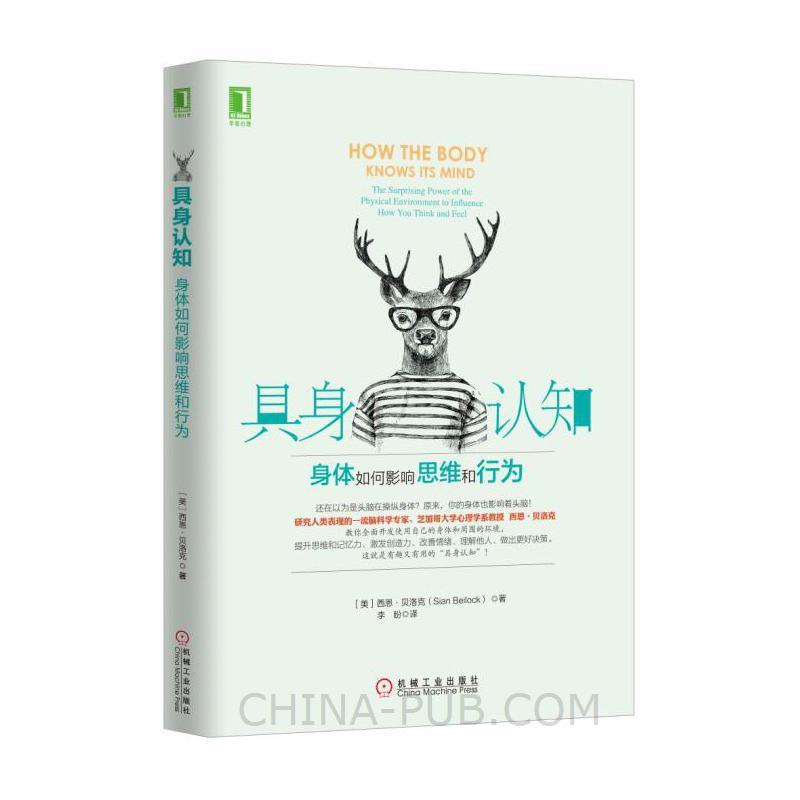 华章心理
具身认知
身体如何影响思维和行为
[美]西恩·贝洛克◎著
机械工业出版社
China Machine Press
华章心理
HOW THE BODY
KNOWS ITS MIND
The Surprising Power of the
Physical Environment to Influence
How You Think and Feel
具身认知
身体如何影响思维和行为
还在以为是头脑在操纵身体？原来，你的身体也影响着头脑！
研究人类表现的一流脑科学专家、芝加哥大学心理学系教授 西恩·贝洛克
教你全面开发使用自己的身体和周围的环境，
提升思维和记忆力、激发创造力、改善情绪、理解他人、做出更好决策。
这就是有趣又有用的“具身认知”！
[美]西恩·贝洛克（Sian Beilock）◎著
李 盼◎译
机械工业出版社
China Machine Press
CHINA-PUB.COM